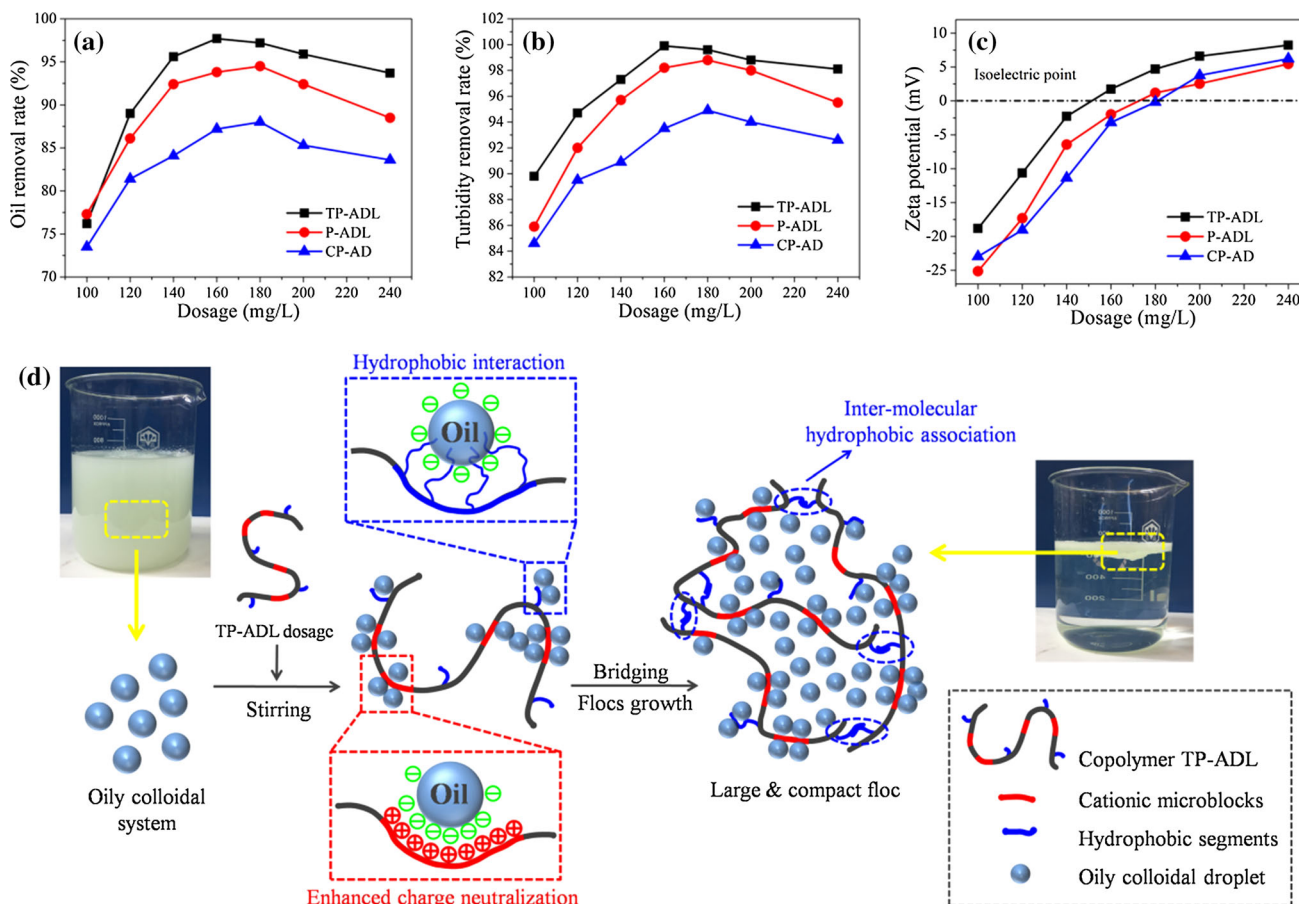 (a)
Oil removal rate (%)
100
95
90
85
80
75
70
TP-ADL
P-ADL
CP-AD
100 120 140 160 180 200 220 240
Dosage (mg/L)
(b)
Turbidity removal rate (%)
104
102
100
98
96
94
92
90
88
86
84
82
TP-ADL
P-ADL
CP-AD
100 120 140 160 180 200 220 240
Dosage (mg/L)
(c)
Zeta potential (mV)
10
5
0
-5
-10
-15
-20
-25
Isoelectric point
TP-ADL
P-ADL
CP-AD
100 120 140 160 180 200 220 240
Dosage (mg/L)
(d)
Oily colloidal
system
TP-ADL dosage
Stirring
Hydrophobic interaction
Oil
Oil
Enhanced charge neutralization
Bridging
Flocs growth
Inter-molecular
hydrophobic association
Large & compact floc
400
200
Copolymer TP-ADL
Cationic microblocks
Hydrophobic segments
Oily colloidal droplet